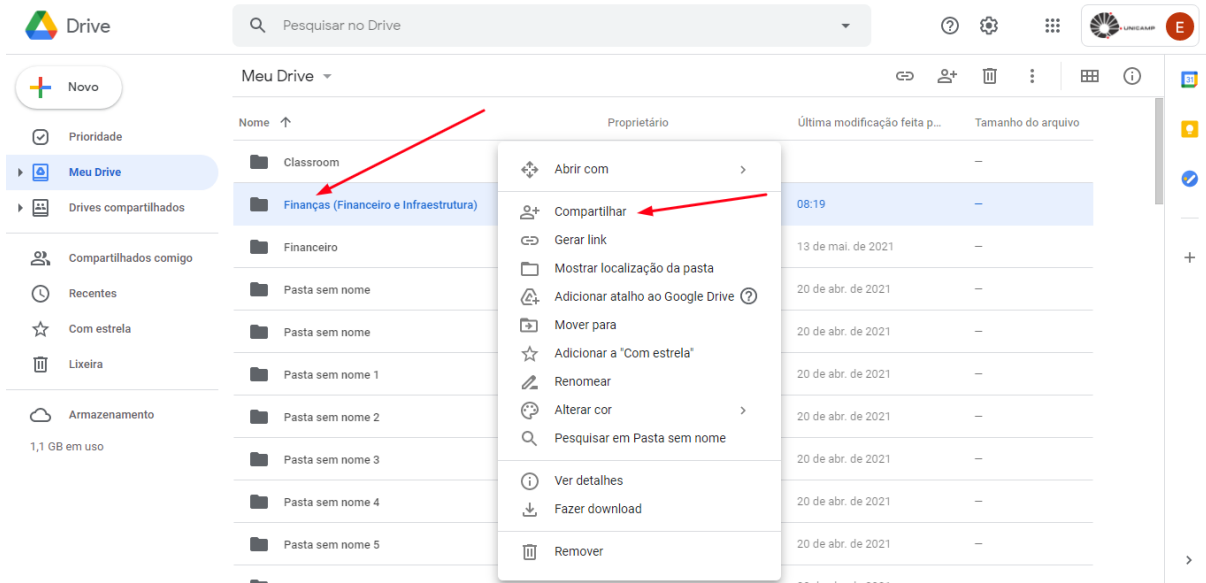 Drive
Pesquisar no Drive
UNICAMP
E
Novo
Meu Drive
31
Nome
Proprietário
Última modificação feita p...
Tamanho do arquivo
Prioridade
Meu Drive
Drives compartilhados
Compartilhados comigo
Recentes
Com estrela
Lixeira
Armazenamento
1,1 GB em uso
Classroom
–
Finanças (Financeiro e Infraestrutura)
08:19
–
Financeiro
13 de mai. de 2021
–
Pasta sem nome
20 de abr. de 2021
–
Pasta sem nome
20 de abr. de 2021
–
Pasta sem nome 1
20 de abr. de 2021
–
Pasta sem nome 2
20 de abr. de 2021
–
Pasta sem nome 3
20 de abr. de 2021
–
Pasta sem nome 4
20 de abr. de 2021
–
Pasta sem nome 5
20 de abr. de 2021
–
Abrir com
Compartilhar
Gerar link
Mostrar localização da pasta
Adicionar atalho ao Google Drive
Mover para
Adicionar a "Com estrela"
Renomear
Alterar cor
Pesquisar em Pasta sem nome
Ver detalhes
Fazer download
Remover